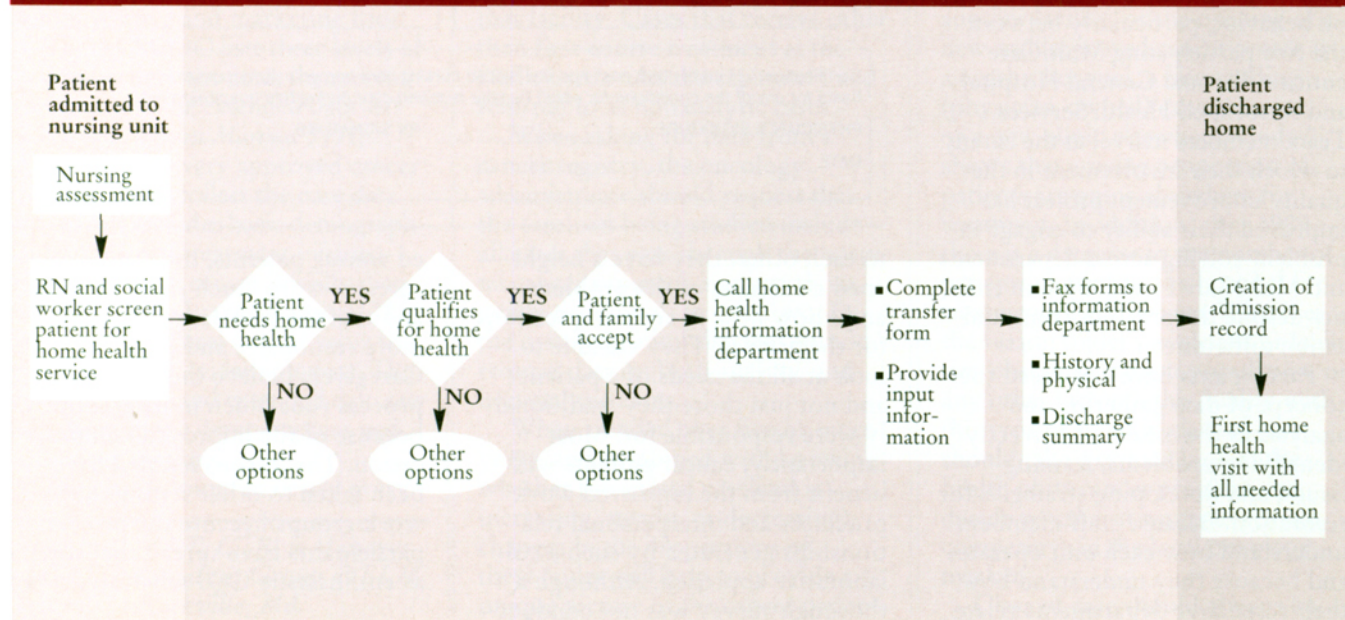 Patient
admitted to
nursing unit
Nursing
assessment
RN and social
worker screen
patient for
home health
service
Patient
needs home
health
YES
NO
Other
options
Patient
qualifies
for home
health
YES
NO
Other
options
Patient
and family
accept
YES
NO
Other
options
Call home
health
information
department
▪ Complete
transfer
form
▪ Provide
input
infor-
mation
▪ Fax forms to
information
department
▪ History and
physical
▪ Discharge
summary
Patient
discharged
home
Creation of
admission
record
First home
health
visit with
all needed
information